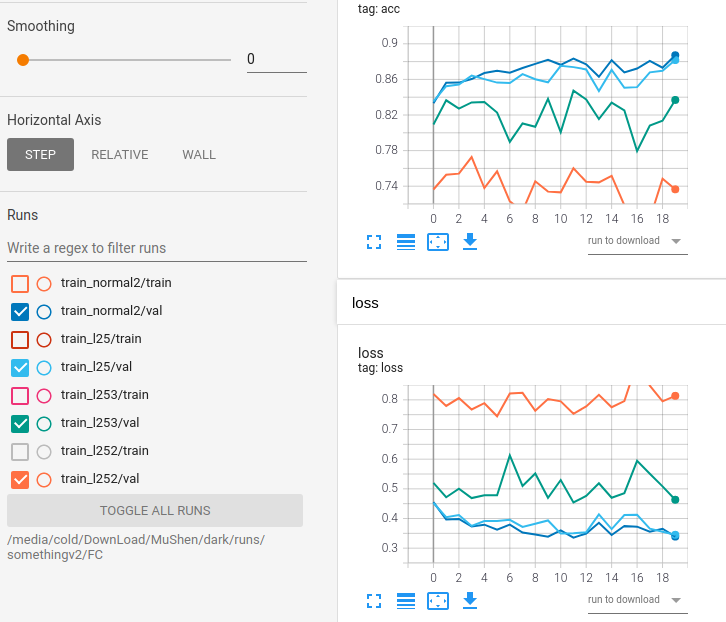 Smoothing
0
Horizontal Axis
STEP RELATIVE WALL
Runs
Write a regex to filter runs
train_normal2/train
train_normal2/val
train_l25/train
train_l25/val
train_l253/train
train_l253/val
train_l252/train
train_l252/val
TOGGLE ALL RUNS
/media/cold/DownLoad/MuShen/dark/runs/
somethingv2/FC
tag: acc
0.9
0.86
0.82
0.78
0.74
0 2 4 6 8 10 12 14 16 18
run to download
loss
loss
tag: loss
0.8
0.7
0.6
0.5
0.4
0.3
0 2 4 6 8 10 12 14 16 18
run to download